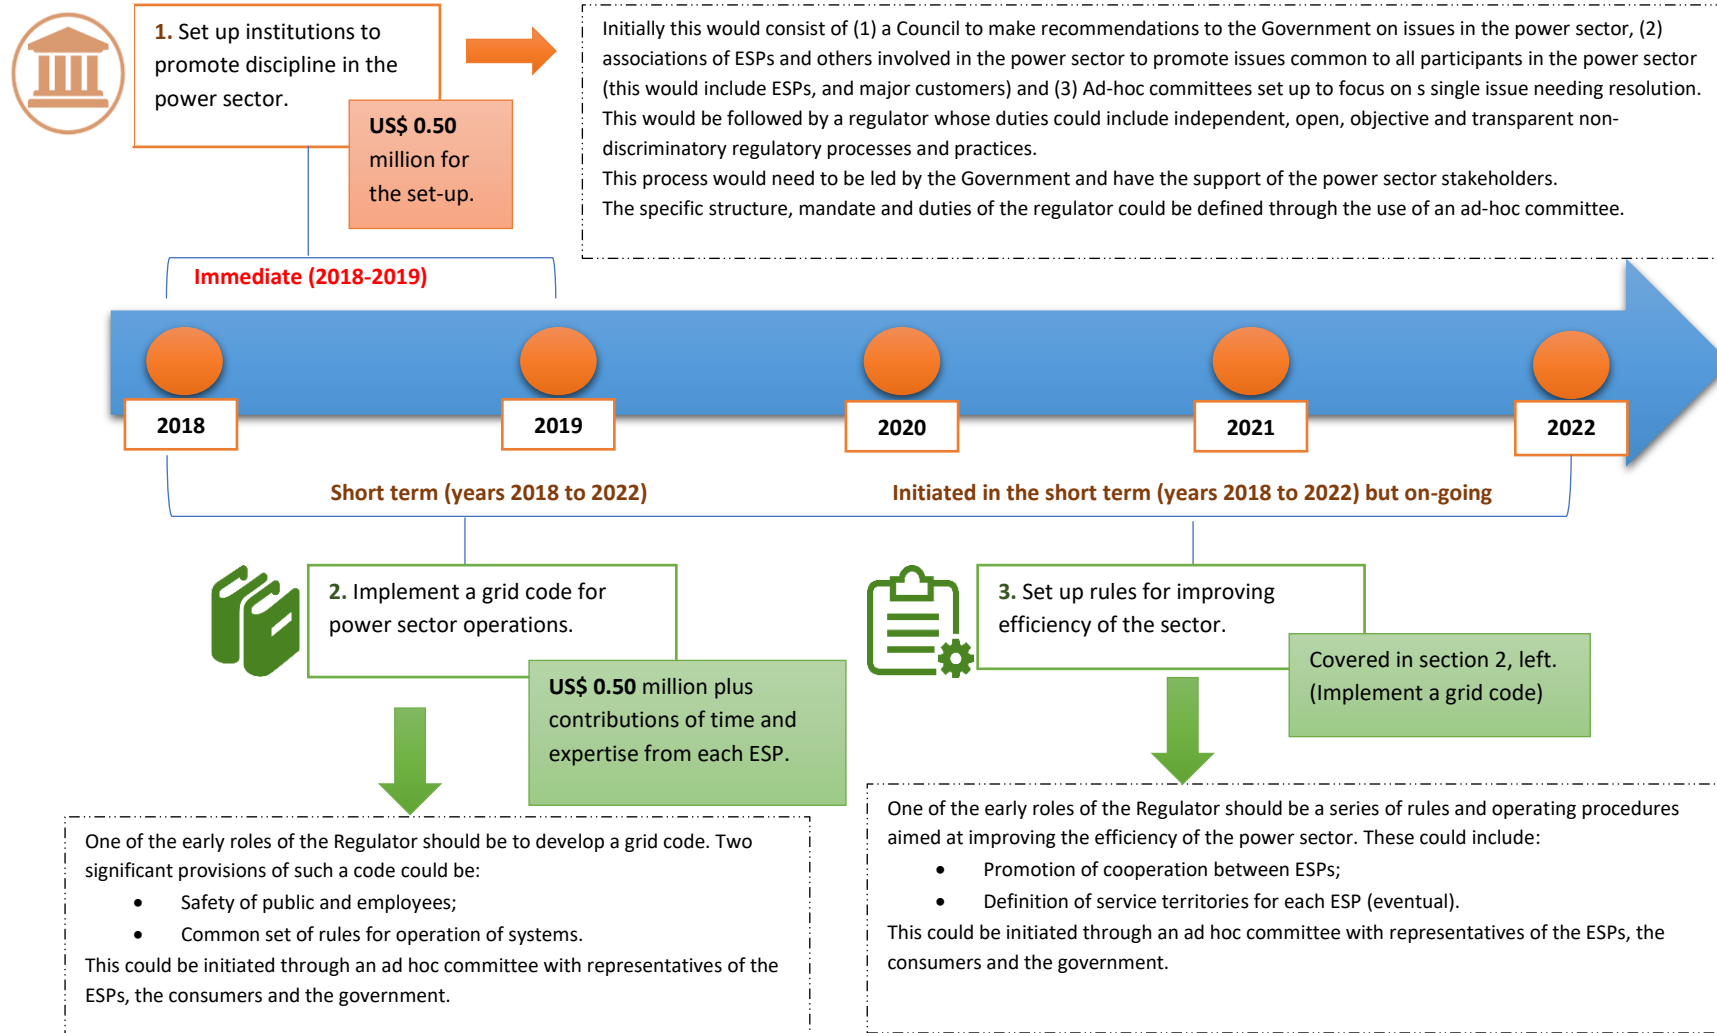 1. Set up institutions to
promote discipline in the
power sector.
US$ 0.50
million for
the set-up.
Initially this would consist of (1) a Council to make recommendations to the Government on issues in the power sector, (2)
associations of ESPs and others involved in the power sector to promote issues common to all participants in the power sector
(this would include ESPs, and major customers) and (3) Ad-hoc committees set up to focus on s single issue needing resolution.
This would be followed by a regulator whose duties could include independent, open, objective and transparent non-
discriminatory regulatory processes and practices.
This process would need to be led by the Government and have the support of the power sector stakeholders.
The specific structure, mandate and duties of the regulator could be defined through the use of an ad-hoc committee.
Immediate (2018-2019)
2018
2019
2020
2021
2022
Short term (years 2018 to 2022)
Initiated in the short term (years 2018 to 2022) but on-going
2. Implement a grid code for
power sector operations.
US$ 0.50 million plus
contributions of time and
expertise from each ESP.
3. Set up rules for improving
efficiency of the sector.
Covered in section 2, left.
(Implement a grid code)
One of the early roles of the Regulator should be to develop a grid code. Two
significant provisions of such a code could be:
• Safety of public and employees;
• Common set of rules for operation of systems.
This could be initiated through an ad hoc committee with representatives of the
ESPs, the consumers and the government.
One of the early roles of the Regulator should be a series of rules and operating procedures
aimed at improving the efficiency of the power sector. These could include:
• Promotion of cooperation between ESPs;
• Definition of service territories for each ESP (eventual).
This could be initiated through an ad hoc committee with representatives of the ESPs, the
consumers and the government.